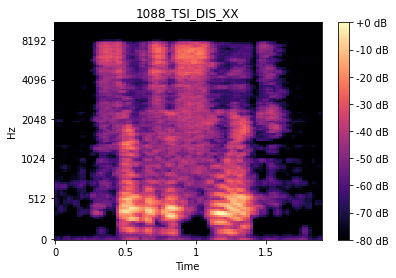 1088_TSI_DIS_XX
+0 dB
8192
-10 dB
4096
-20 dB
-30 dB
2048
Hz
-40 dB
1024
-50 dB
-60 dB
512
-70 dB
0
-80 dB
0
0.5
1
1.5
Time